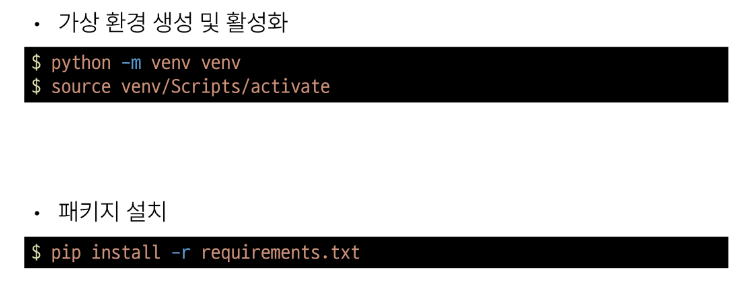 • 가상 환경 생성 및 활성화
$ python -m venv venv
$ source venv/Scripts/activate
• 패키지 설치
$ pip install -r requirements.txt